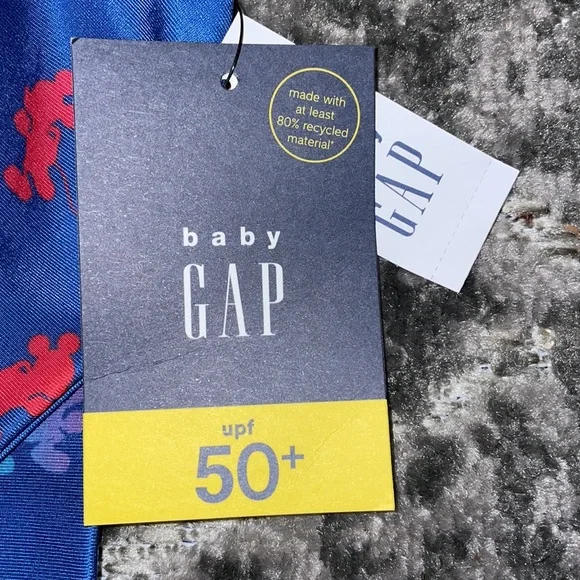 made with
at least
80% recycled
material*
baby
GAP
upf
50+
GAP